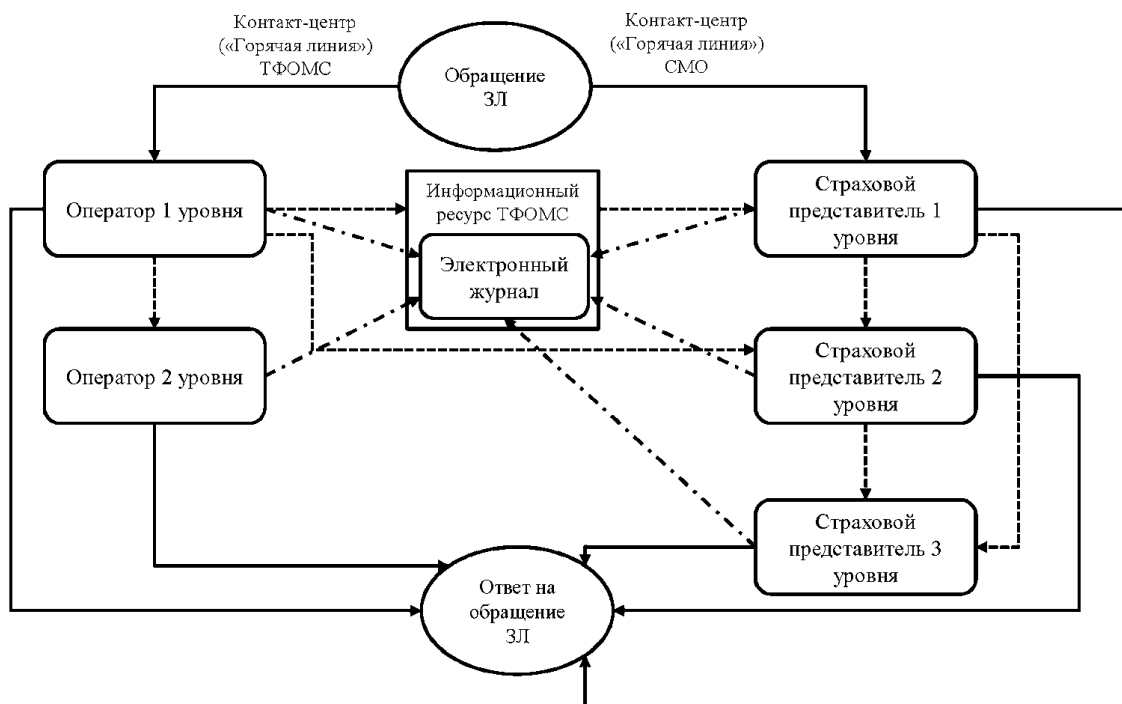 Контакт-центр
(«Горячая линия»)
ТФОМС
Обращение
ЗЛ
Контакт-центр
(«Горячая линия»)
СМО
Оператор 1 уровня
Информационный
ресурс ТФОМС
Электронный
журнал
Страховой
представитель 1
уровня
Оператор 2 уровня
Страховой
представитель 2
уровня
Страховой
представитель 3
уровня
Ответ на
обращение
ЗЛ